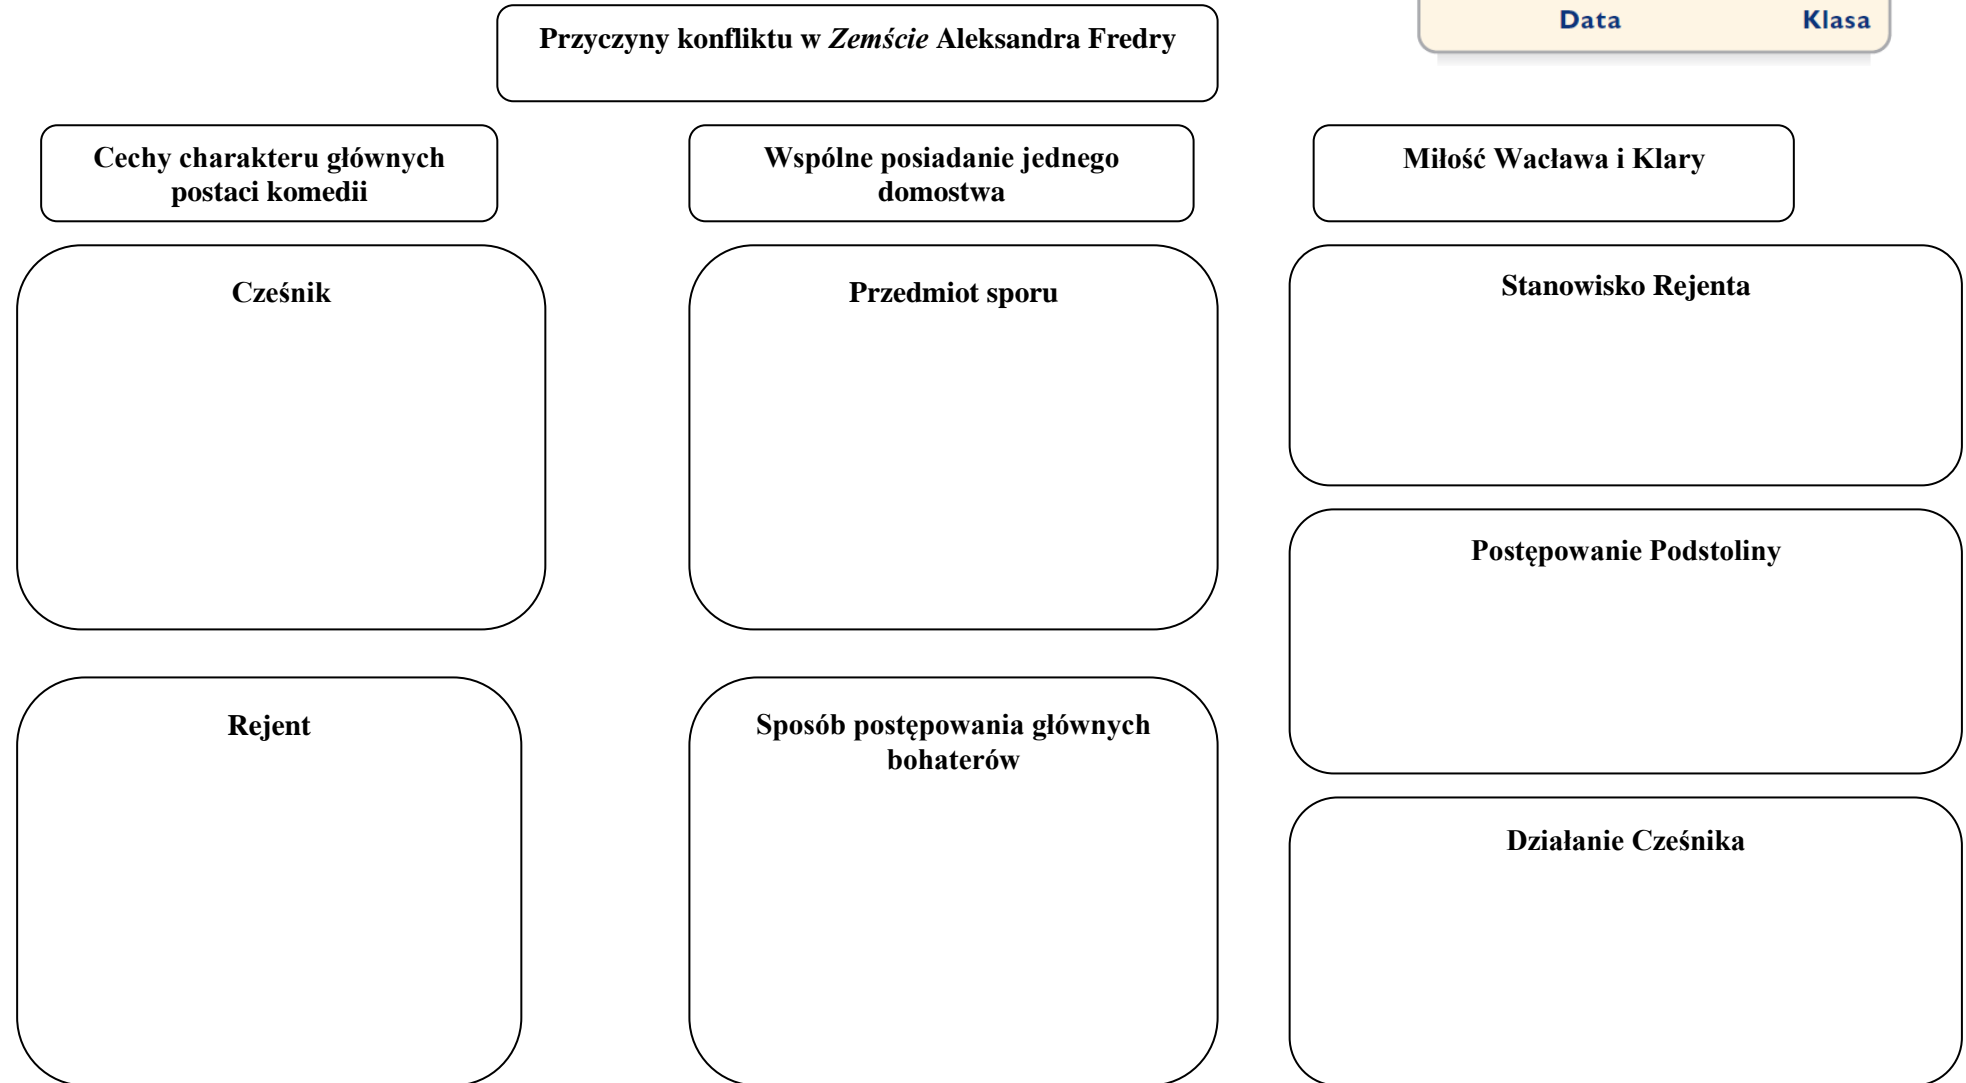 Przyczyny konfliktu w Zemście Aleksandra Fredry
Data Klasa
Cechy charakteru głównych
postaci komedii
Wspólne posiadanie jednego
domostwa
Miłość Wacława i Klary
Cześnik
Przedmiot sporu
Stanowisko Rejenta
Postępowanie Podstoliny
Rejent
Sposób postępowania głównych
bohaterów
Działanie Cześnika